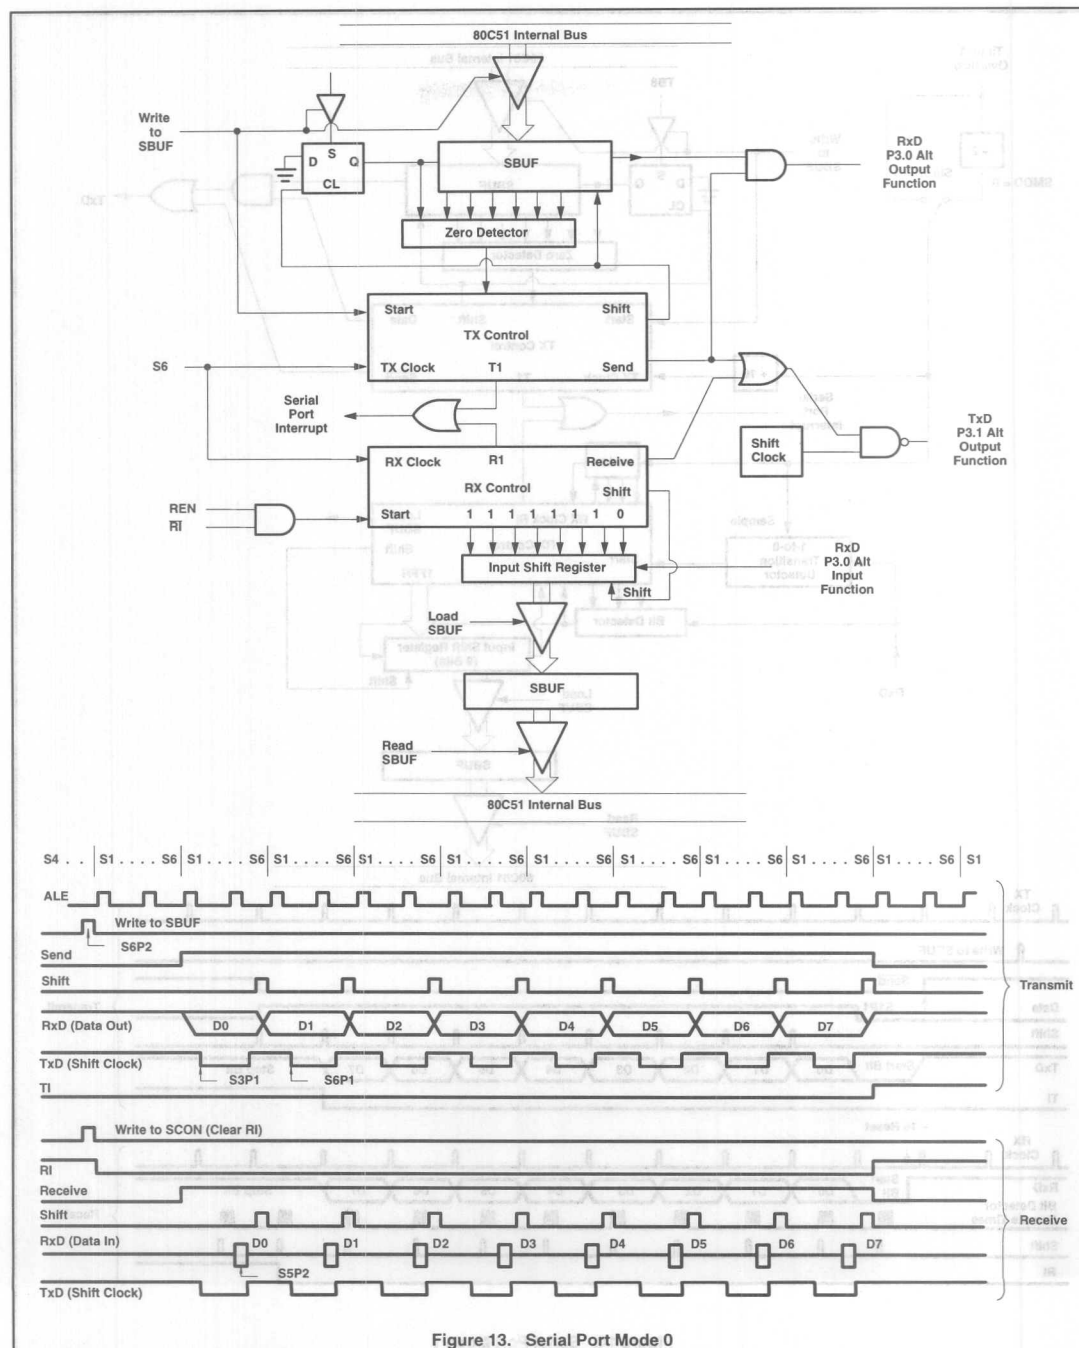 80C51 Internal Bus
Write
to
SBUF
S
D
Q
CL
SBUF
RxD
P3.0 Alt
Output
Function
Zero Detector
Start
Shift
TX Control
S6
TX Clock
T1
Send
Serial
Port
Interrupt
TxD
P3.1 Alt
Output
Function
Shift
Clock
RX Clock
R1
Receive
RX Control
Shift
REN
RI
Start
1 1 1 1 1 1 1 0
Input Shift Register
RxD
P3.0 Alt
Input
Function
Shift
Load
SBUF
SBUF
Read
SBUF
80C51 Internal Bus
S4 . . S1 . . . . S6 S1 . . . . S6 S1 . . . . S6 S1 . . . . S6 S1 . . . . S6 S1 . . . . S6 S1 . . . . S6 S1 . . . . S6 S1 . . . . S6 S1 . . . . S6 S1
ALE
Write to SBUF
S6P2
Send
Shift
Transmit
RxD (Data Out) D0 D1 D2 D3 D4 D5 D6 D7
TxD (Shift Clock)
S3P1 S6P1
TI
Write to SCON (Clear RI)
RI
Receive
Shift
Receive
RxD (Data In) D0 D1 D2 D3 D4 D5 D6 D7
S5P2
TxD (Shift Clock)
Figure 13. Serial Port Mode 0